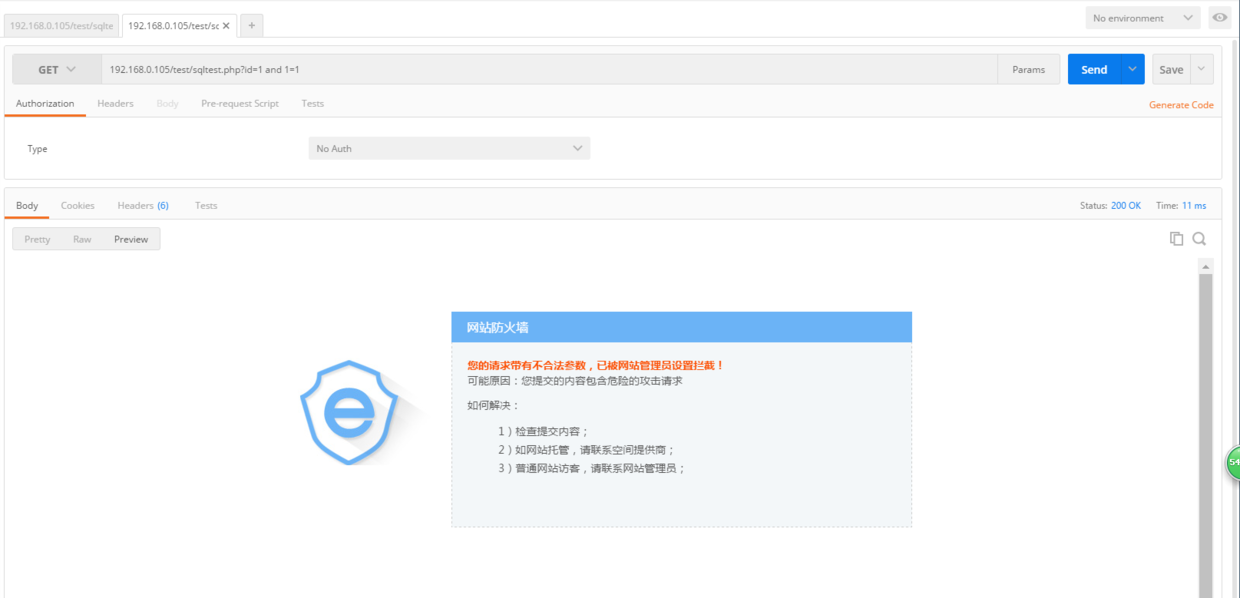 No environment
192.168.0.105/test/sqlte
192.168.0.105/test/sc
GET
192.168.0.105/test/sqltest.php?id=1 and 1=1
Params
Send
Save
Authorization Headers Body Pre-request Script Tests
Generate Code
Type
No Auth
Body Cookies Headers (6) Tests
Status: 200 OK Time: 11 ms
Pretty Raw Preview
网站防火墙
您的请求带有不合法参数，已被网站管理员设置拦截！
可能原因：您提交的内容包含危险的攻击请求
如何解决：
1）检查提交内容；
2）如网站托管，请联系空间提供商；
3）普通网站访客，请联系网站管理员；
54